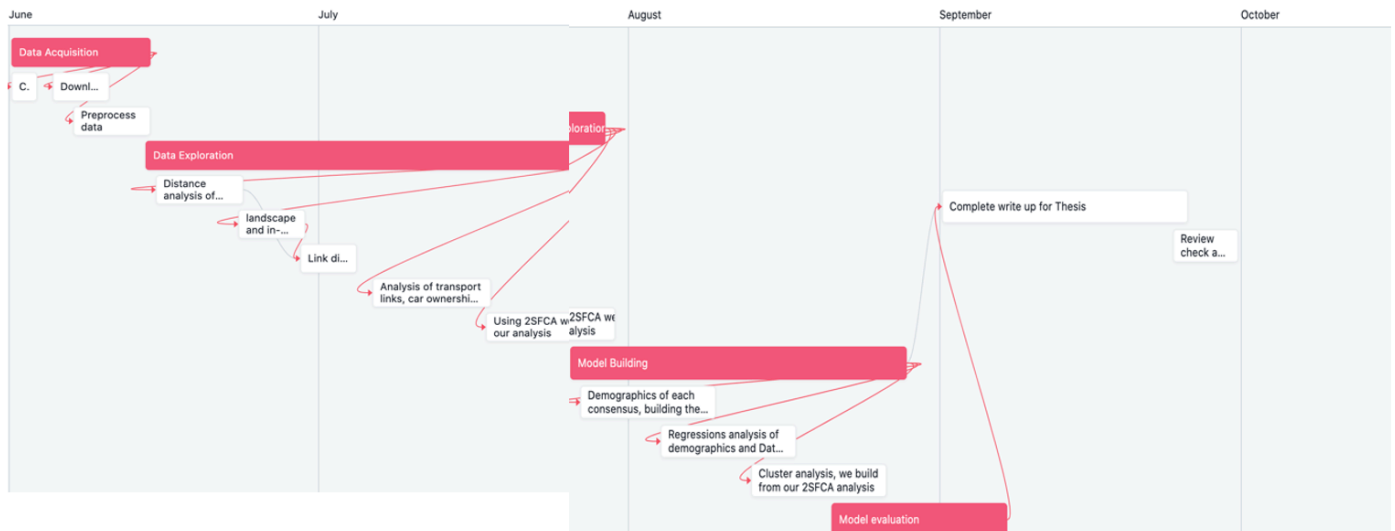 June
July
August
September
October
Data Acquisition
C.
Downl...
Preprocess
data
ploration
Data Exploration
Distance
analysis of...
landscape
and in-...
Link di...
Analysis of transport
links, car ownershi...
Using 2SFCA we
our analysis
2SFCA we
alysis
Complete write up for Thesis
Review
check a...
Model Building
Demographics of each
consensus, building the...
Regressions analysis of
demographics and Dat...
Cluster analysis, we build
from our 2SFCA analysis
Model evaluation